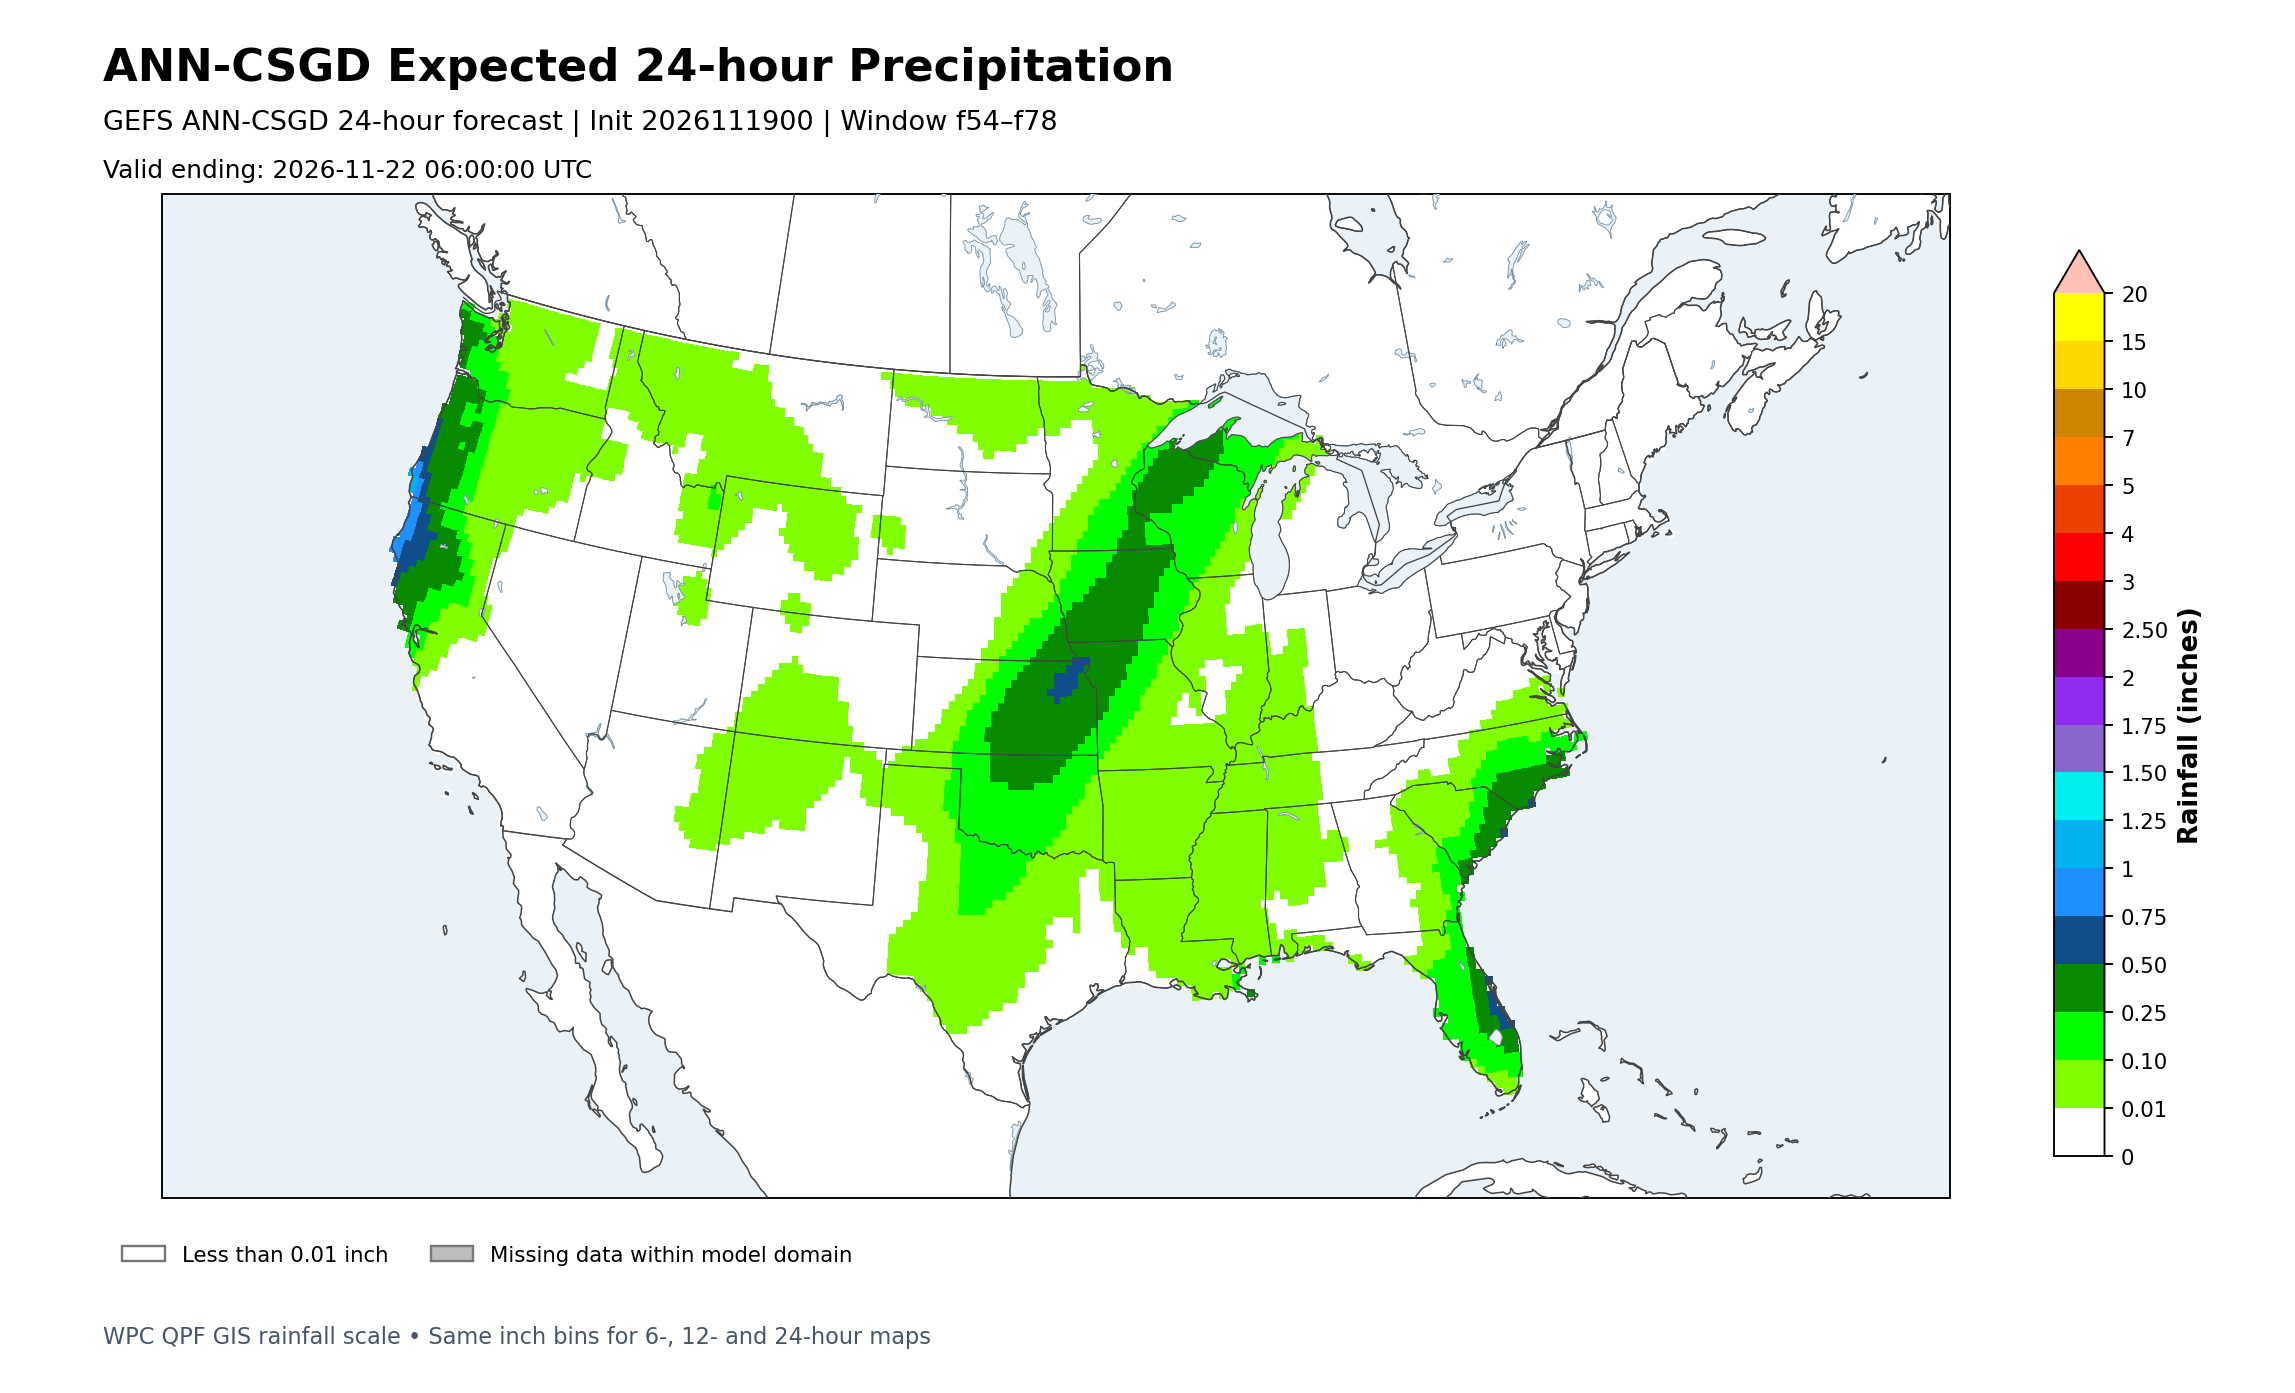 ANN-CSGD Expected 24-hour Precipitation
GEFS ANN-CSGD 24-hour forecast | Init 2026111900 | Window f54–f78
Valid ending: 2026-11-22 06:00:00 UTC
20
15
10
7
5
4
3
2.50
2
1.75
1.50
1.25
1
0.75
0.50
0.25
0.10
0.01
0
Rainfall (inches)
Less than 0.01 inch
Missing data within model domain
WPC QPF GIS rainfall scale • Same inch bins for 6-, 12- and 24-hour maps